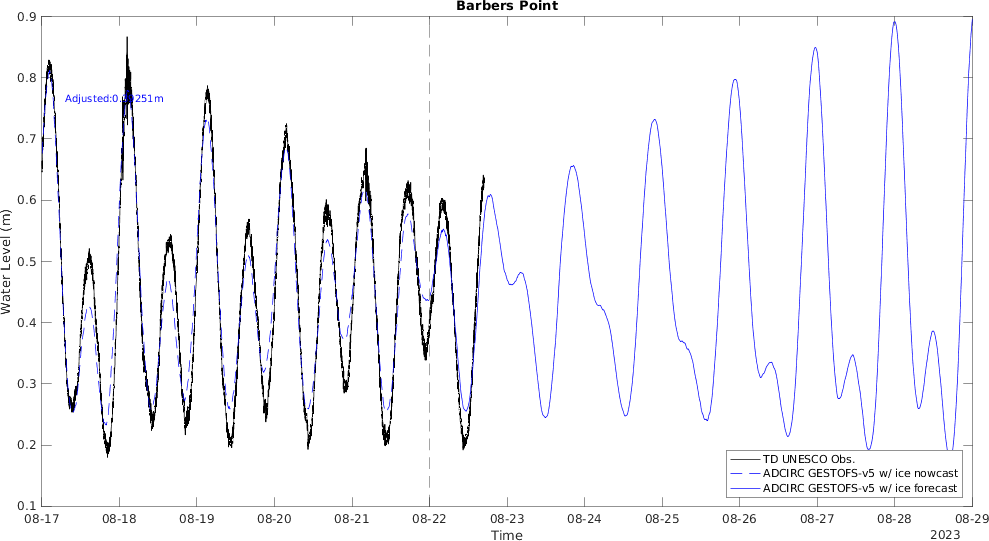 Barbers Point
0.9
0.8
0.7
0.6
0.5
0.4
0.3
0.2
0.1
Water Level (m)
TD UNESCO Obs.
ADCIRC GESTOFS-v5 w/ ice nowcast
ADCIRC GESTOFS-v5 w/ ice forecast
08-17 08-18 08-19 08-20 08-21 08-22 08-23 08-24 08-25 08-26 08-27 08-28 08-29
Time
2023